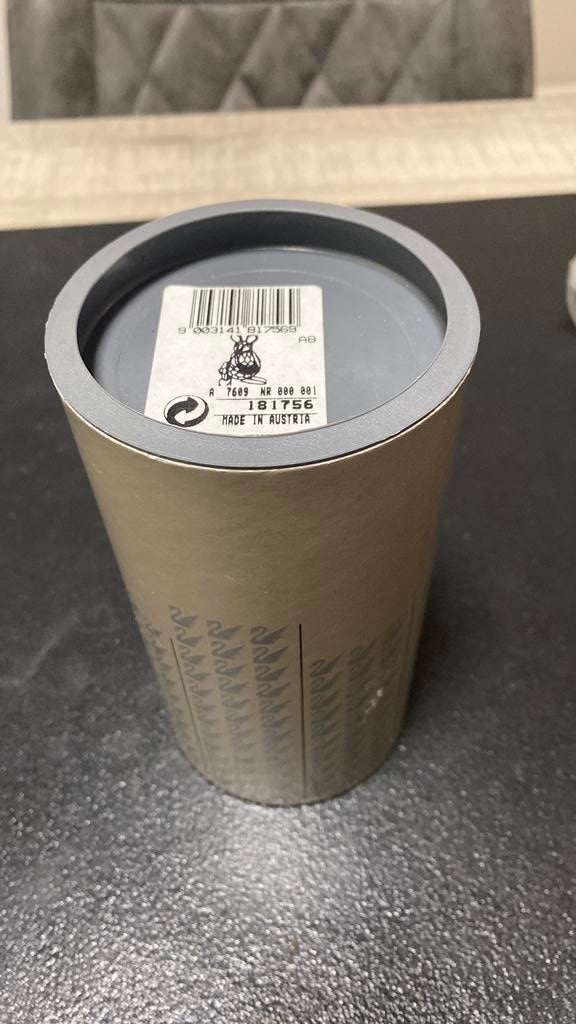 9 003141 817569
A8
A 7609 NR 000 001
181756
MADE IN AUSTRIA